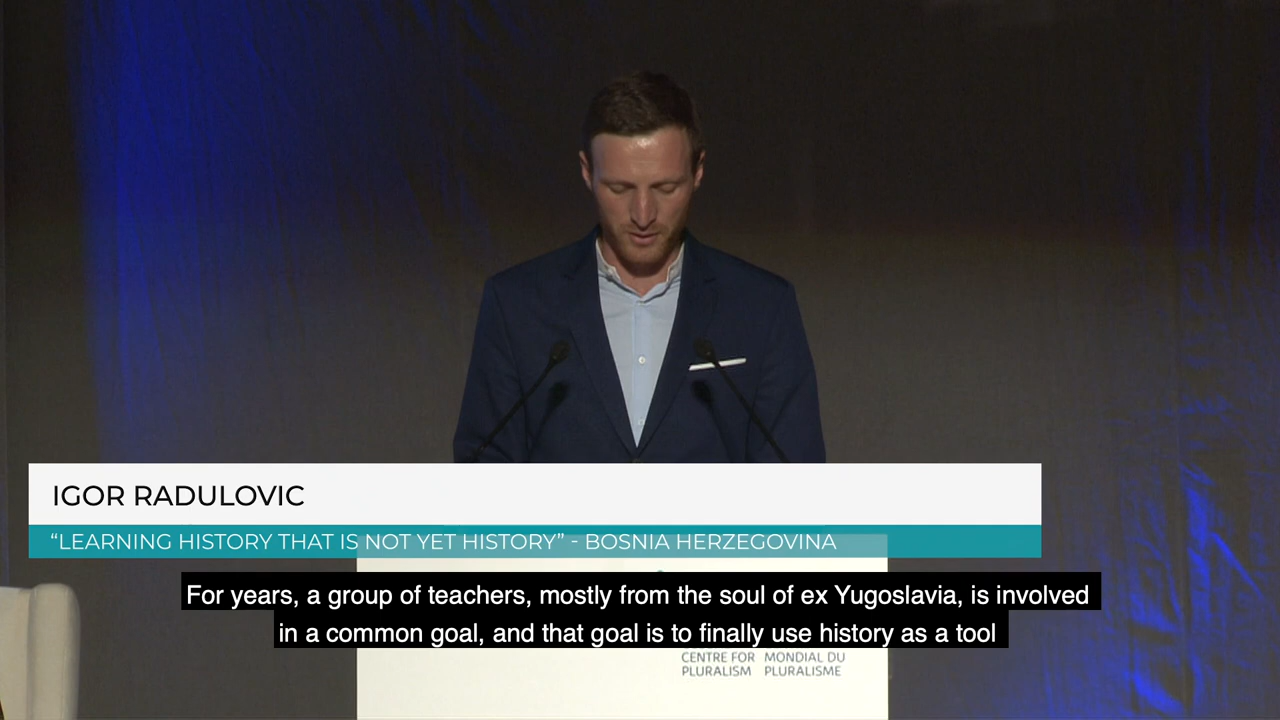 IGOR RADULOVIC
“LEARNING HISTORY THAT IS NOT YET HISTORY” - BOSNIA HERZEGOVINA
For years, a group of teachers, mostly from the soul of ex Yugoslavia, is involved
in a common goal, and that goal is to finally use history as a tool
CENTRE FOR MONDIAL DU
PLURALISM PLURALISME